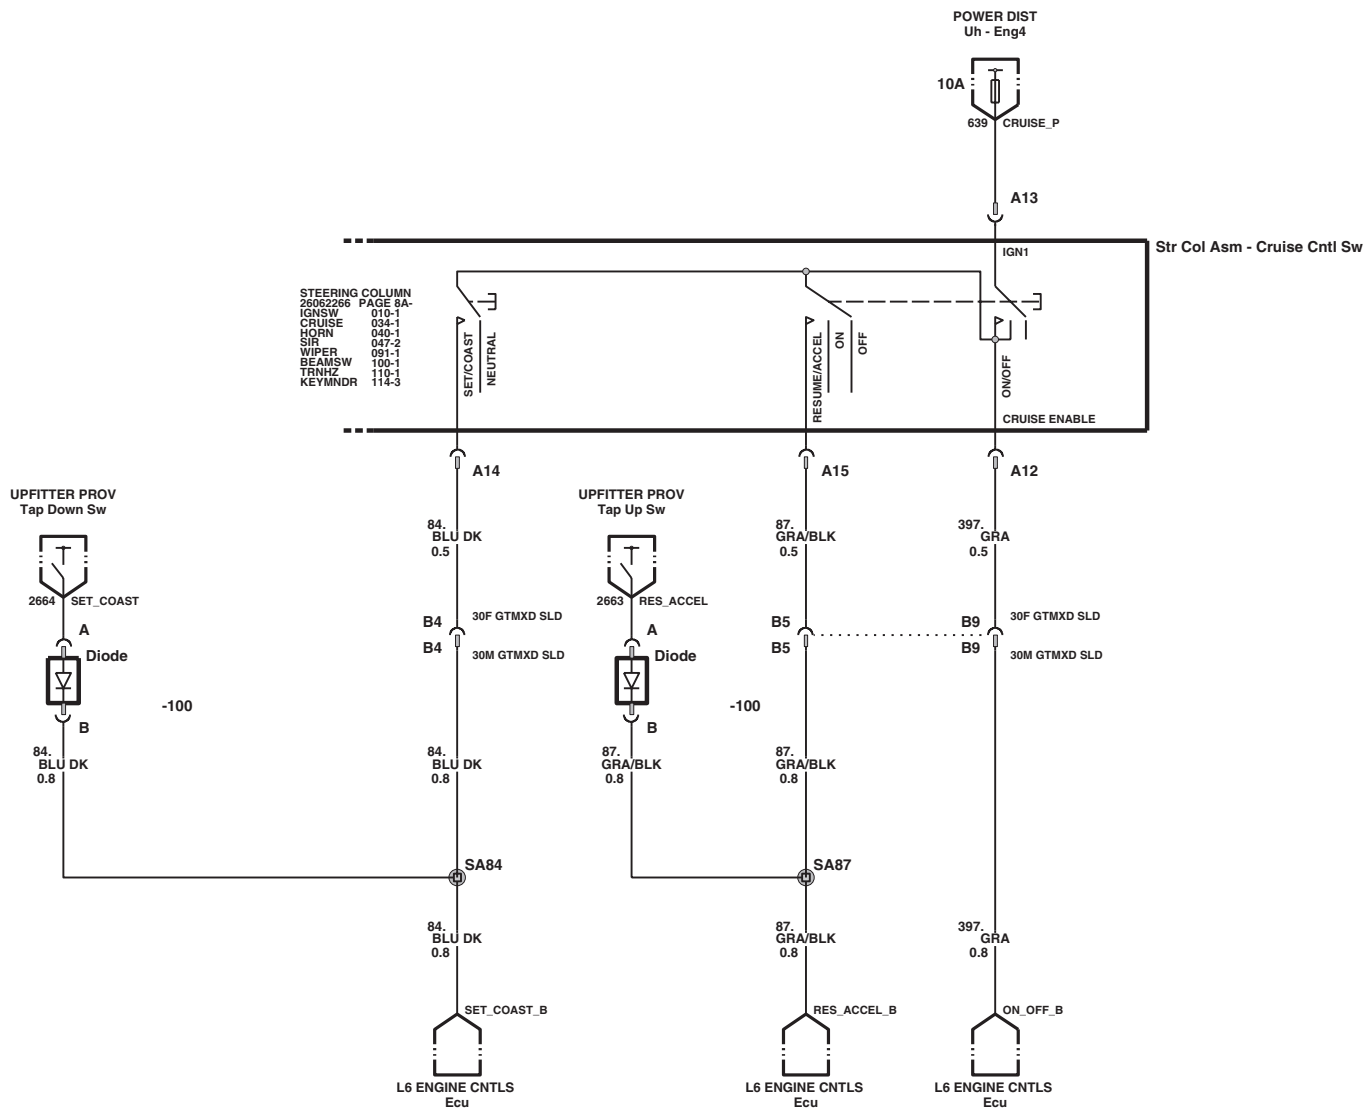 POWER DIST
Uh - Eng4
10A
639 CRUISE_P
A13
Str Col Asm - Cruise Cntl Sw
IGN1
STEERING COLUMN
26062266 PAGE 8A-
IGNSW 010-1
CRUISE 034-1
HORN 040-1
SIR 047-2
WIPER 091-1
BEAMSW 100-1
TRNHZ 110-1
KEYMNDR 114-3
SET/COAST
NEUTRAL
RESUME/ACCEL
ON
OFF
ON/OFF
CRUISE ENABLE
A14
A15
A12
UPFITTER PROV
Tap Down Sw
UPFITTER PROV
Tap Up Sw
84.
BLU DK
0.5
87.
GRA/BLK
0.5
397.
GRA
0.5
2664 SET_COAST
2663 RES_ACCEL
A
B4 30F GTMXD SLD
A
B5
B9 30F GTMXD SLD
Diode
B4 30M GTMXD SLD
Diode
B5
B9 30M GTMXD SLD
-100
-100
B
B
84.
BLU DK
0.8
84.
BLU DK
0.8
87.
GRA/BLK
0.8
87.
GRA/BLK
0.8
SA84
SA87
84.
BLU DK
0.8
87.
GRA/BLK
0.8
397.
GRA
0.8
SET_COAST_B
RES_ACCEL_B
ON_OFF_B
L6 ENGINE CNTLS
Ecu
L6 ENGINE CNTLS
Ecu
L6 ENGINE CNTLS
Ecu